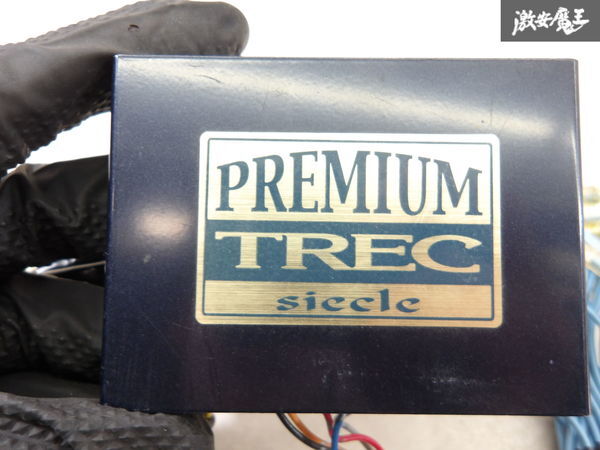 激安魔王
PREMIUM
TREC
siecle